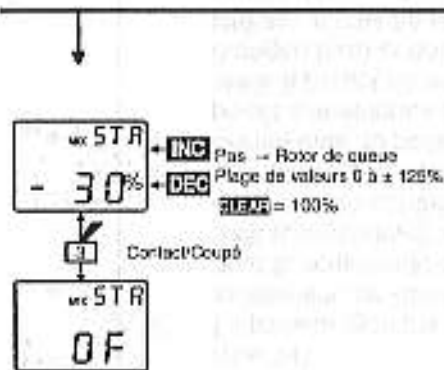 MIX STR
INC Pas → Rotor de queue
- 30% DEC Plage de valeurs 0 à ± 125%
CLEAR = 100%
3 Contact/Coupé
MIX STR
OF